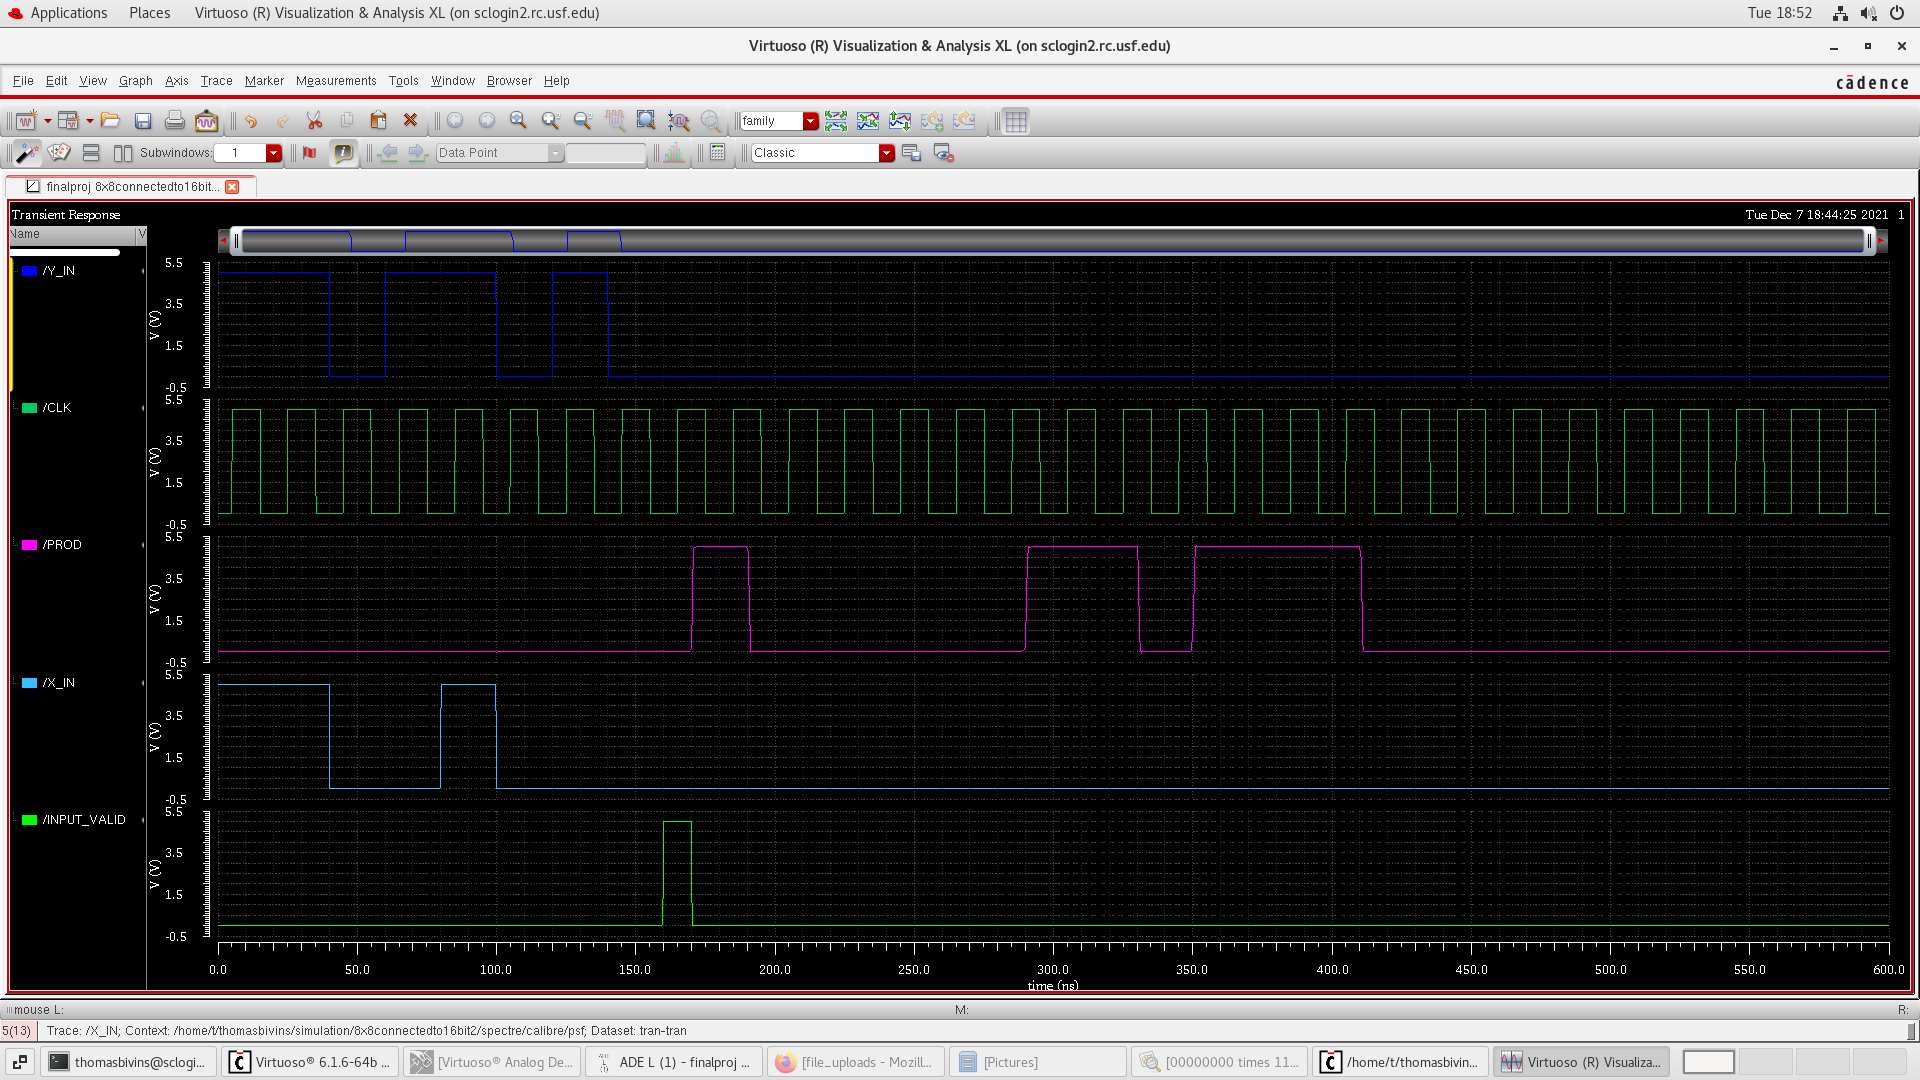 Applications Places Virtuoso (R) Visualization & Analysis XL (on sclogin2.rc.usf.edu) Tue 18:52
Virtuoso (R) Visualization & Analysis XL (on sclogin2.rc.usf.edu)
File Edit View Graph Axis Trace Marker Measurements Tools Window Browser Help cādence
family
Subwindows: 1 Data Point Classic
finalproj 8x8connectedto16bit...
Transient Response Tue Dec 7 18:44:25 2021 1
Name V
/Y_IN
5.5
3.5
1.5
-0.5
V (V)
/CLK
5.5
3.5
1.5
-0.5
V (V)
/PROD
5.5
3.5
1.5
-0.5
V (V)
/X_IN
5.5
3.5
1.5
-0.5
V (V)
/INPUT_VALID
5.5
3.5
1.5
-0.5
V (V)
0.0 50.0 100.0 150.0 200.0 250.0 300.0 350.0 400.0 450.0 500.0 550.0 600.0
time (ns)
mouse L: M: R:
5(13) Trace: /X_IN; Context: /home/t/thomasbivins/simulation/8x8connectedto16bit2/spectre/calibre/psf; Dataset: tran-tran
thomasbivins@sclogi... Virtuoso® 6.1.6-64b ... [Virtuoso® Analog De... ADE L (1) - finalproj ... [file_uploads - Mozill... [Pictures] [00000000 times 11... /home/t/thomasbivin... Virtuoso (R) Visualiza...